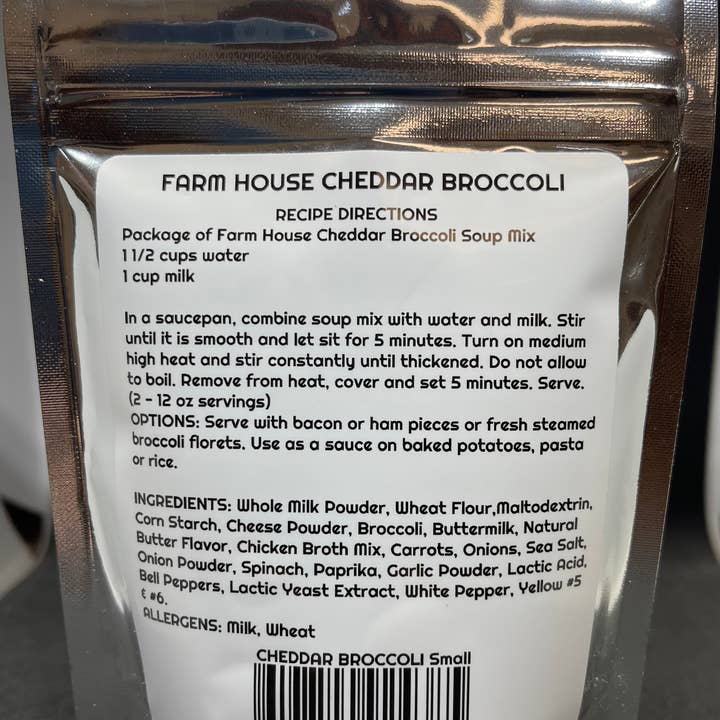 FARM HOUSE CHEDDAR BROCCOLI
RECIPE DIRECTIONS
Package of Farm House Cheddar Broccoli Soup Mix
1 1/2 cups water
1 cup milk
In a saucepan, combine soup mix with water and milk. Stir
until it is smooth and let sit for 5 minutes. Turn on medium
high heat and stir constantly until thickened. Do not allow
to boil. Remove from heat, cover and set 5 minutes. Serve.
(2 - 12 oz servings)
OPTIONS: Serve with bacon or ham pieces or fresh steamed
broccoli florets. Use as a sauce on baked potatoes, pasta
or rice.
INGREDIENTS: Whole Milk Powder, Wheat Flour,Maltodextrin,
Corn Starch, Cheese Powder, Broccoli, Buttermilk, Natural
Butter Flavor, Chicken Broth Mix, Carrots, Onions, Sea Salt,
Onion Powder, Spinach, Paprika, Garlic Powder, Lactic Acid,
Bell Peppers, Lactic Yeast Extract, White Pepper, Yellow #5
& #6.
ALLERGENS: Milk, Wheat
CHEDDAR BROCCOLI Small